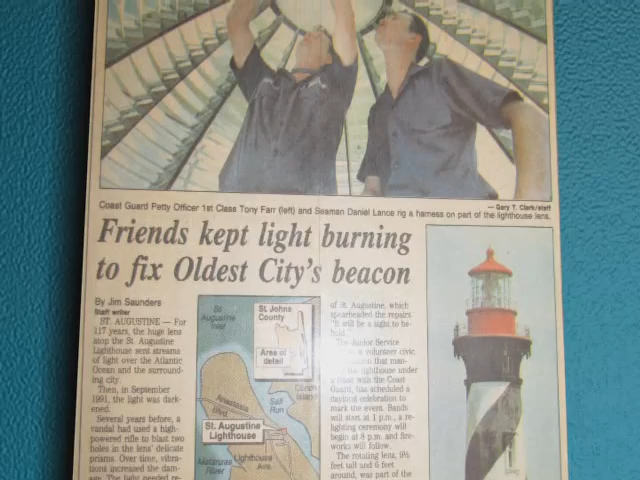 — Gary T. Clark/staff
Coast Guard Petty Officer 1st Class Tony Farr (left) and Seaman Daniel Lance rig a harness on part of the lighthouse lens.
Friends kept light burning
to fix Oldest City's beacon
By Jim Saunders
Staff writer
ST. AUGUSTINE — For
117 years, the huge lens
atop the St. Augustine
Lighthouse sent streams
of light over the Atlantic
Ocean and the surround-
ing city.
Then, in September
1991, the light was dark-
ened.
Several years before, a
vandal had used a high-
powered rifle to blast two
holes in the lens' delicate
prisms. Over time, vibra-
tions increased the dam-
age. The light needed re-
St.
Augustine
Inlet
St. Johns
County
Area of
detail
Anastasia
Blvd.
Salt
Run
St. Augustine
Lighthouse
Lighthouse
Ave.
Matanzas
River
of St. Augustine, which
spearheaded the repairs.
"It will be a sight to be-
hold."
The Junior Service
a volunteer civic
that man-
the lighthouse under
a lease with the Coast
Guard, has scheduled a
daylong celebration to
mark the event. Bands
will start at 1 p.m., a re-
lighting ceremony will
begin at 8 p.m. and fire-
works will follow.
The rotating lens, 9½
feet tall and 6 feet
around, was part of the